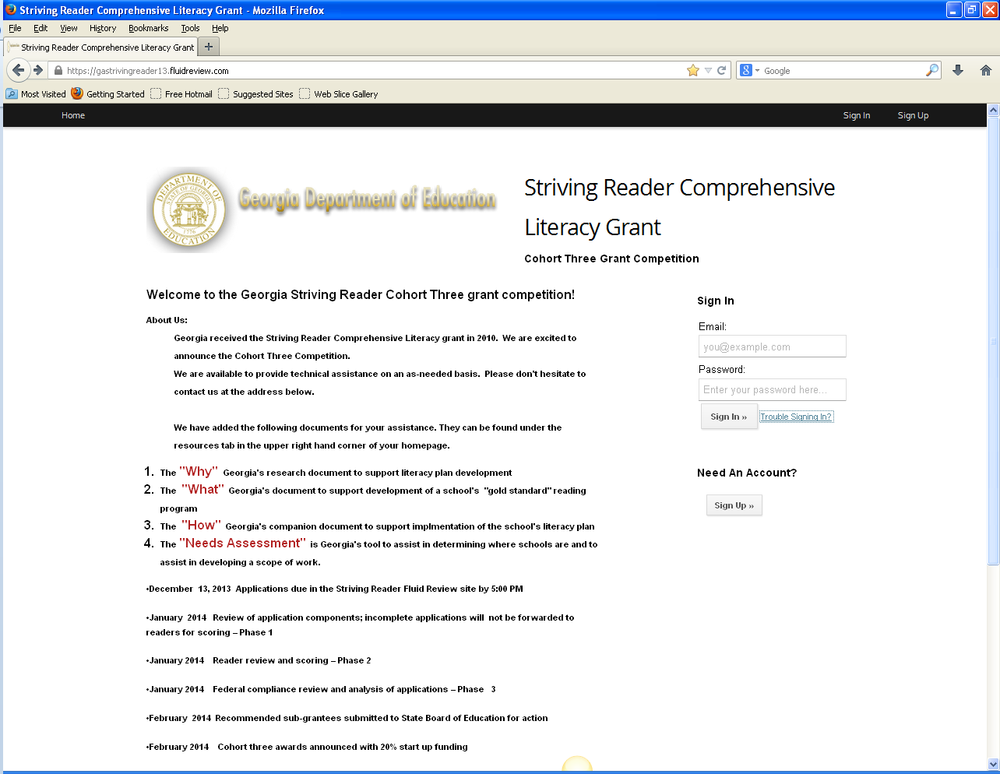 Striving Reader Comprehensive Literacy Grant - Mozilla Firefox
File Edit View History Bookmarks Tools Help
Striving Reader Comprehensive Literacy Grant +
https://gastrivingreader13.fluidreview.com
8 Google
Most Visited Getting Started Free Hotmail Suggested Sites Web Slice Gallery
Home Sign In Sign Up
DEPARTMENT OF
STATE OF GEORGIA
1776
EDUCATION
Georgia Department of Education
Striving Reader Comprehensive
Literacy Grant
Cohort Three Grant Competition
Welcome to the Georgia Striving Reader Cohort Three grant competition!
About Us:
Georgia received the Striving Reader Comprehensive Literacy grant in 2010. We are excited to
announce the Cohort Three Competition.
We are available to provide technical assistance on an as-needed basis. Please don't hesitate to
contact us at the address below.
We have added the following documents for your assistance. They can be found under the
resources tab in the upper right hand corner of your homepage.
1. The "Why" Georgia's research document to support literacy plan development
2. The "What" Georgia's document to support development of a school's "gold standard" reading
program
3. The "How" Georgia's companion document to support implmentation of the school's literacy plan
4. The "Needs Assessment" is Georgia's tool to assist in determining where schools are and to
assist in developing a scope of work.
•December 13, 2013 Applications due in the Striving Reader Fluid Review site by 5:00 PM
•January 2014 Review of application components; incomplete applications will not be forwarded to
readers for scoring – Phase 1
•January 2014 Reader review and scoring – Phase 2
•January 2014 Federal compliance review and analysis of applications – Phase 3
•February 2014 Recommended sub-grantees submitted to State Board of Education for action
•February 2014 Cohort three awards announced with 20% start up funding
Sign In
Email:
you@example.com
Password:
Enter your password here...
Sign In » Trouble Signing In?
Need An Account?
Sign Up »